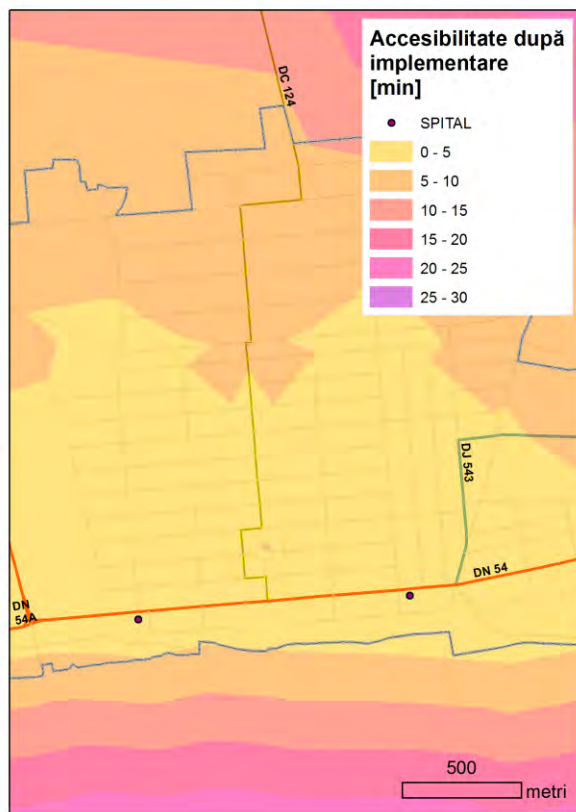 Accesibilitate după
implementare
[min]
SPITAL
0 - 5
5 - 10
10 - 15
15 - 20
20 - 25
25 - 30
DC 124
DJ 543
DN 54
DN
54A
500
metri